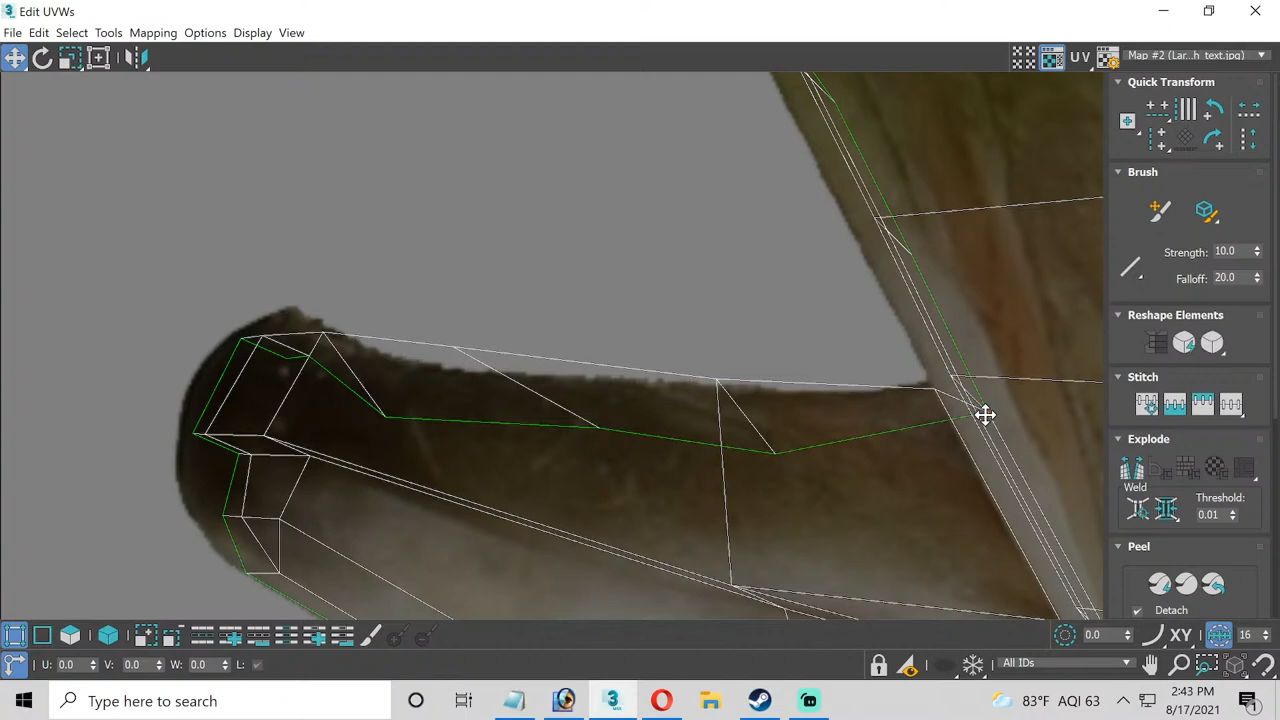 Edit UVWs
File Edit Select Tools Mapping Options Display View
UV Map #2 (Lar...h_text.jpg)
Quick Transform
Brush
Strength: 10.0
Falloff: 20.0
Reshape Elements
Stitch
Explode
Weld Threshold:
0.01
Peel
Detach
0.0 XY 16
U: 0.0 V: 0.0 W: 0.0 L: All IDs
Type here to search 83°F AQI 63 2:43 PM
8/17/2021